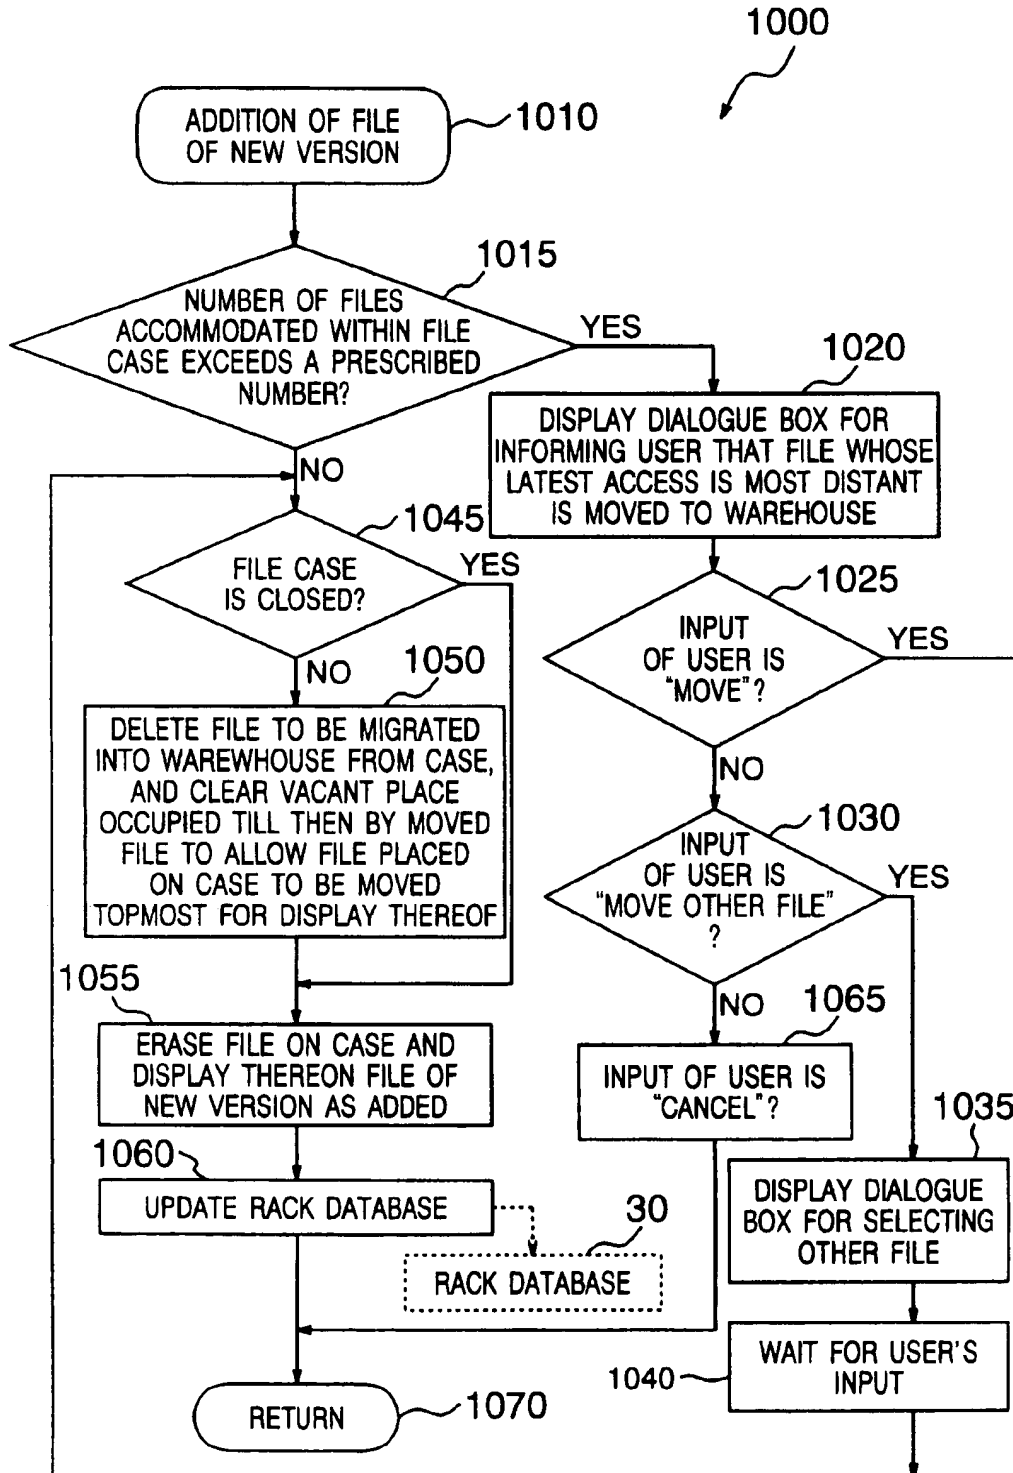 1000
ADDITION OF FILE
OF NEW VERSION
1010
1015
NUMBER OF FILES
ACCOMMODATED WITHIN FILE
CASE EXCEEDS A PRESCRIBED
NUMBER?
YES
NO
1020
DISPLAY DIALOGUE BOX FOR
INFORMING USER THAT FILE WHOSE
LATEST ACCESS IS MOST DISTANT
IS MOVED TO WAREHOUSE
1045
FILE CASE
IS CLOSED?
YES
NO
1025
INPUT
OF USER IS
"MOVE"?
YES
NO
1050
DELETE FILE TO BE MIGRATED
INTO WAREWHOUSE FROM CASE,
AND CLEAR VACANT PLACE
OCCUPIED TILL THEN BY MOVED
FILE TO ALLOW FILE PLACED
ON CASE TO BE MOVED
TOPMOST FOR DISPLAY THEREOF
1030
INPUT
OF USER IS
"MOVE OTHER FILE"
?
YES
NO
1055
ERASE FILE ON CASE AND
DISPLAY THEREON FILE OF
NEW VERSION AS ADDED
1065
INPUT OF USER IS
"CANCEL"?
1035
DISPLAY DIALOGUE
BOX FOR SELECTING
OTHER FILE
1060
UPDATE RACK DATABASE
30
RACK DATABASE
WAIT FOR USER'S
INPUT
1040
RETURN
1070